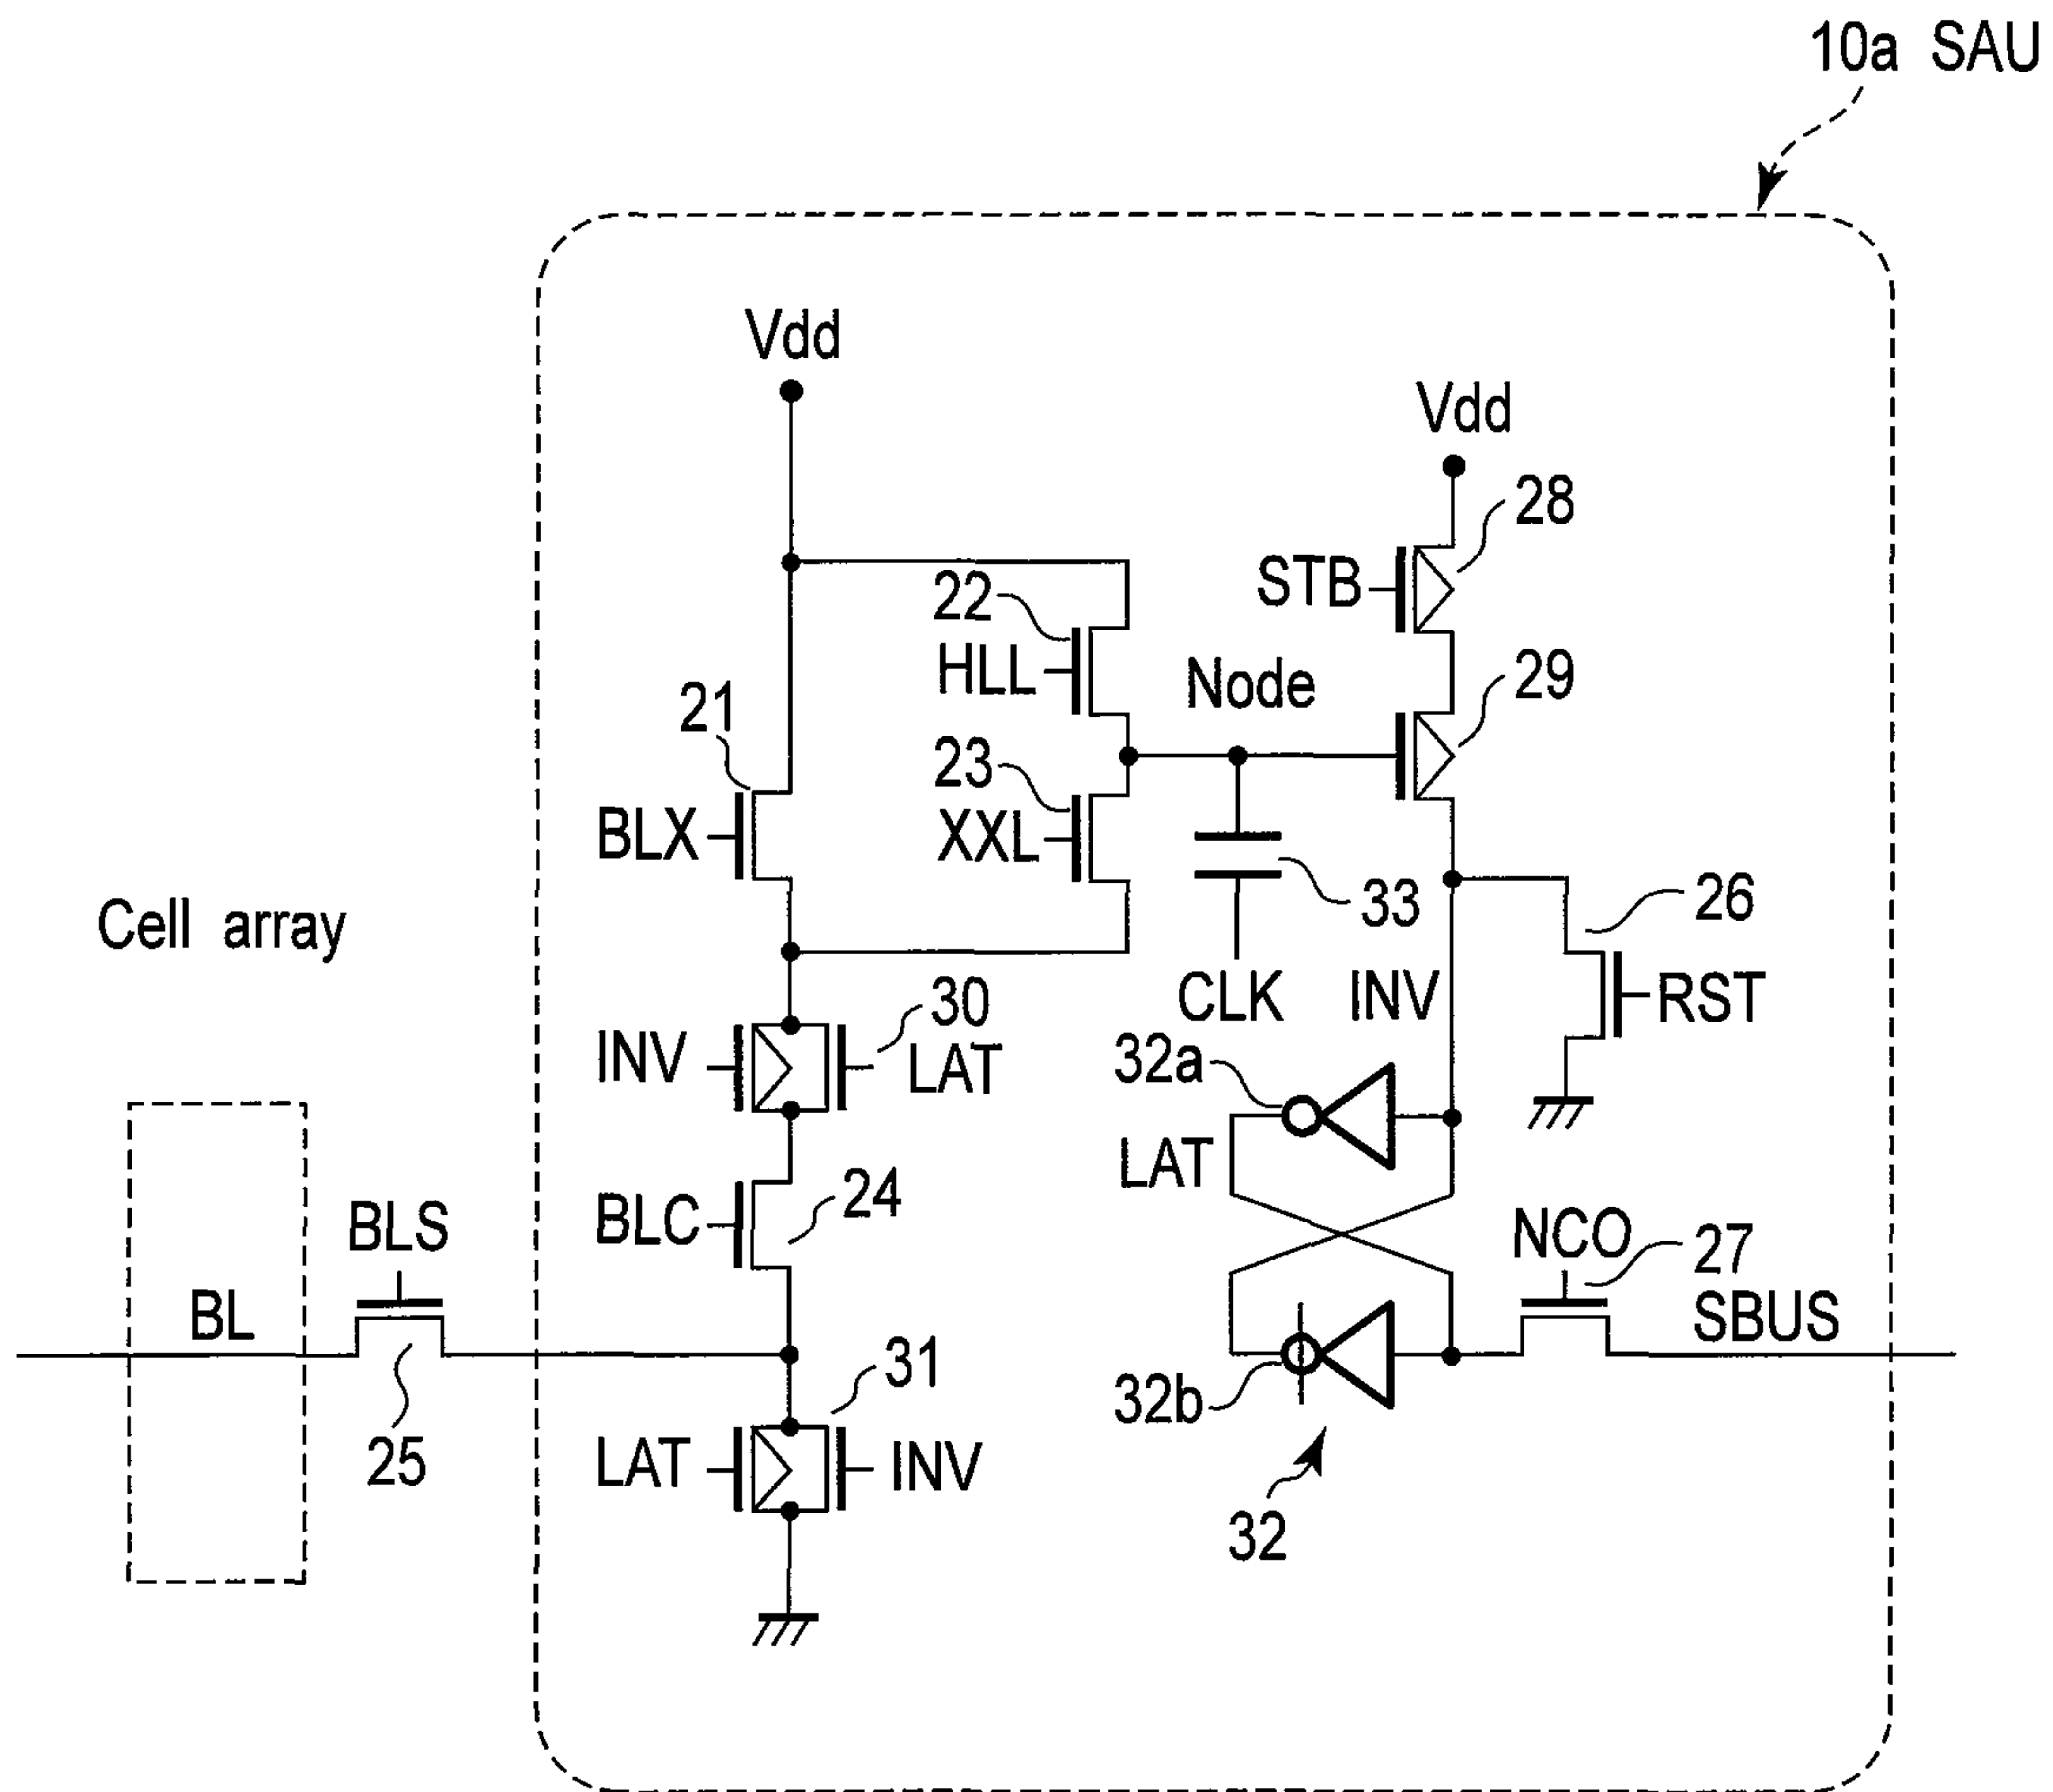 10a SAU
Vdd
Vdd
28
STB
22
HLL
Node
29
21
23
BLX
XXL
33
26
Cell array
CLK
INV
RST
30
INV
LAT
32a
LAT
BLC
24
BLS
NCO
27
BL
SBUS
31
32b
25
LAT
INV
32